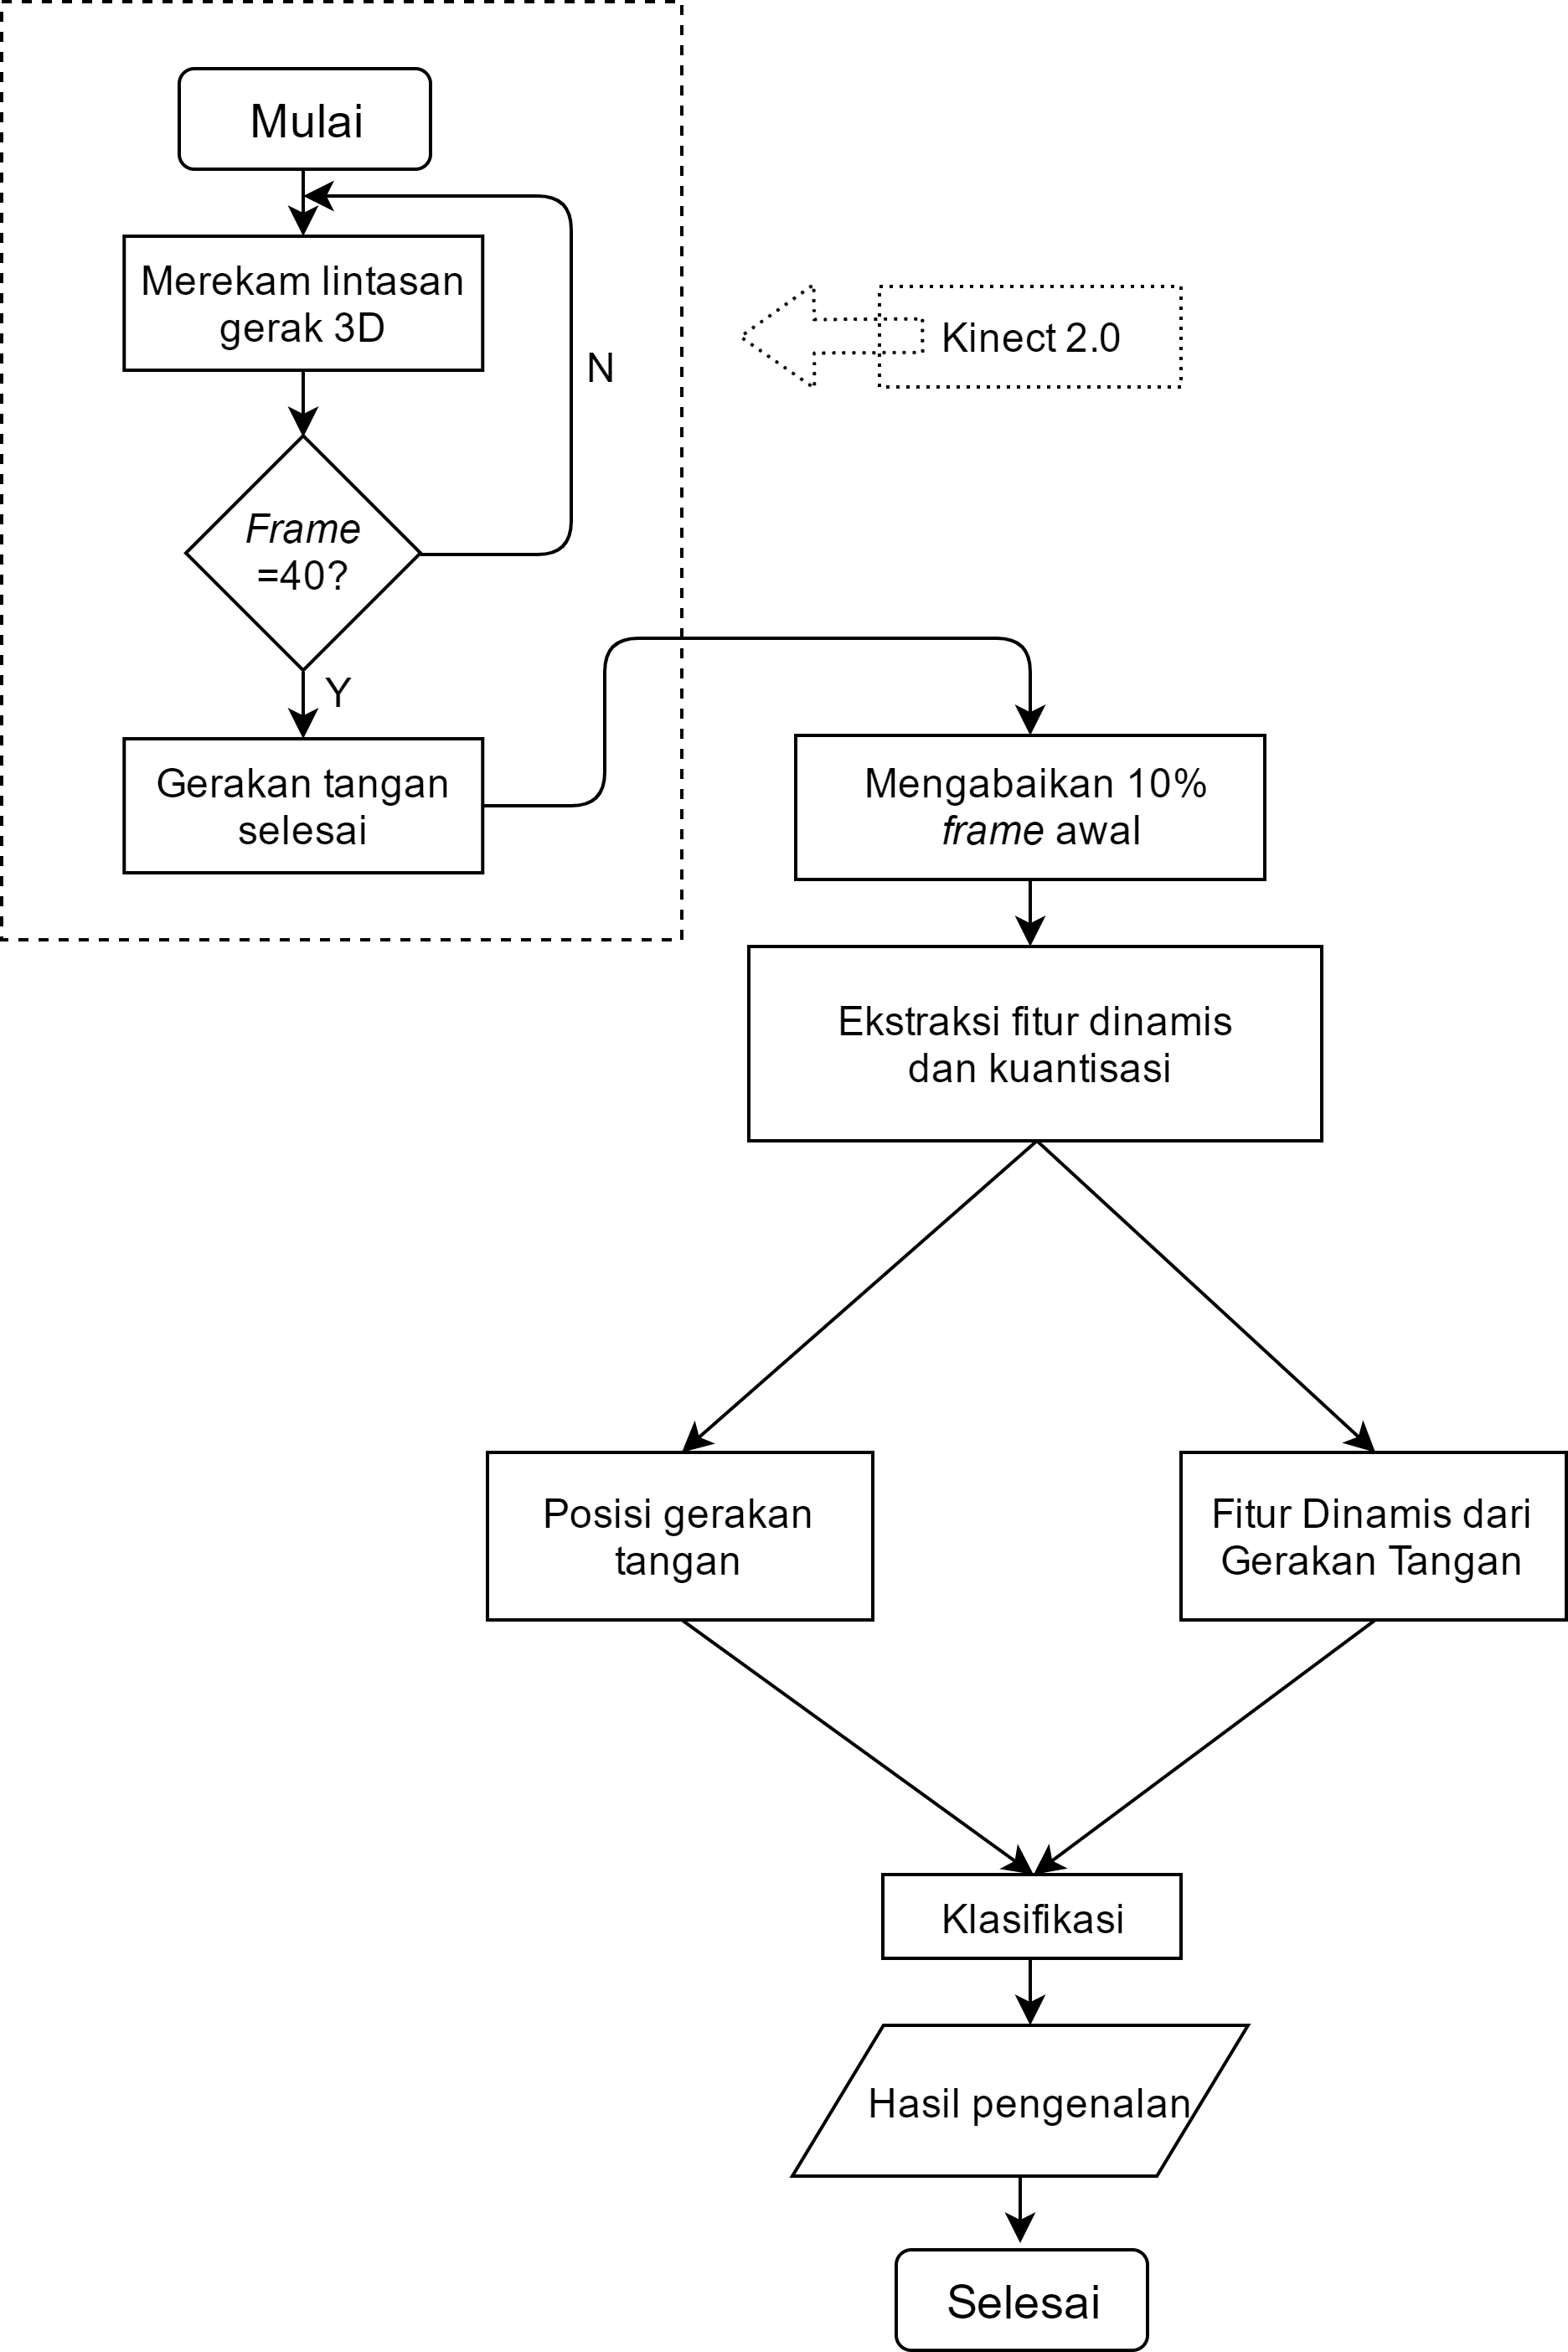 Mulai
Merekam lintasan
gerak 3D
N
Kinect 2.0
Frame
=40?
Y
Gerakan tangan
selesai
Mengabaikan 10%
frame awal
Ekstraksi fitur dinamis
dan kuantisasi
Posisi gerakan
tangan
Fitur Dinamis dari
Gerakan Tangan
Klasifikasi
Hasil pengenalan
Selesai